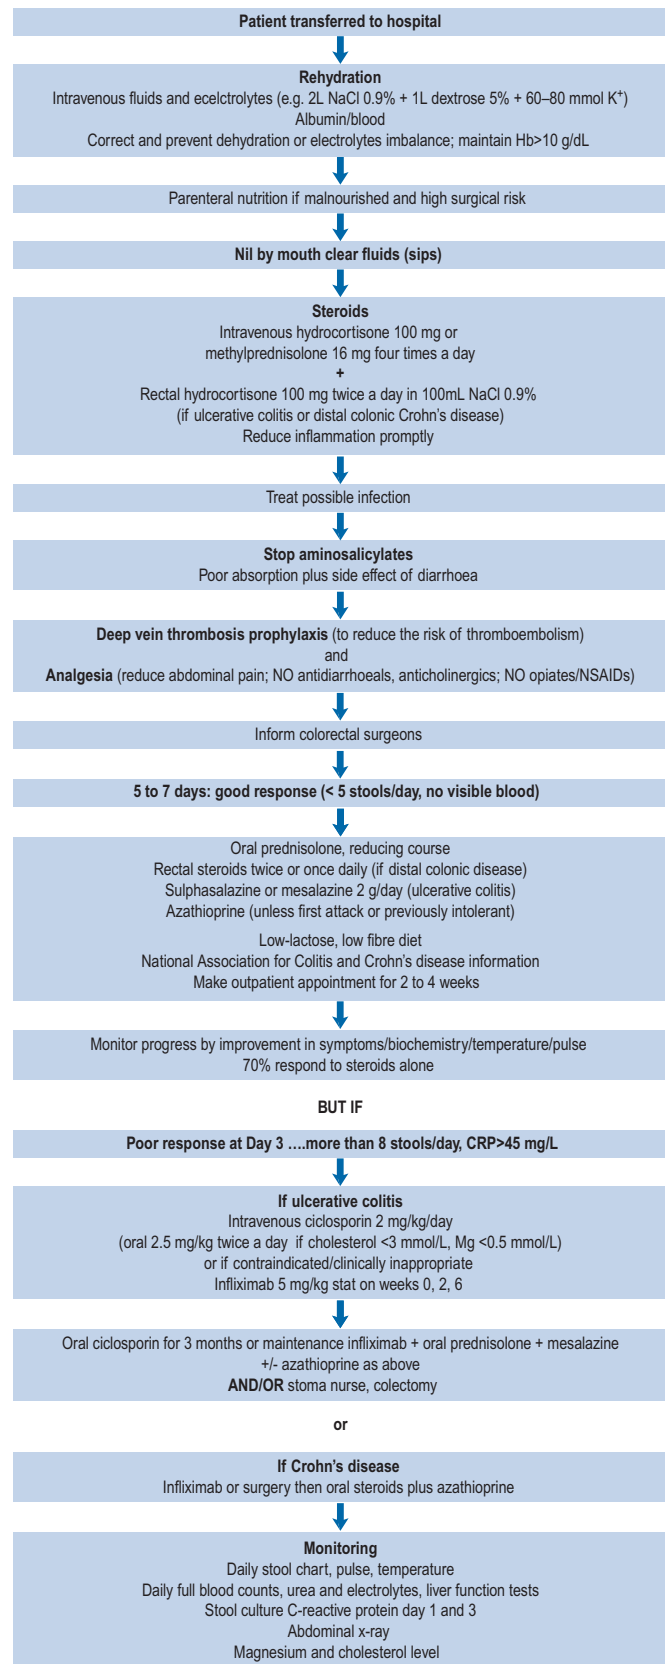 Patient transferred to hospital
Rehydration
Intravenous fluids and ecelctrolytes (e.g. 2L NaCl 0.9% + 1L dextrose 5% + 60–80 mmol K⁺)
Albumin/blood
Correct and prevent dehydration or electrolytes imbalance; maintain Hb>10 g/dL
Parenteral nutrition if malnourished and high surgical risk
Nil by mouth clear fluids (sips)
Steroids
Intravenous hydrocortisone 100 mg or
methylprednisolone 16 mg four times a day
+
Rectal hydrocortisone 100 mg twice a day in 100mL NaCl 0.9%
(if ulcerative colitis or distal colonic Crohn's disease)
Reduce inflammation promptly
Treat possible infection
Stop aminosalicylates
Poor absorption plus side effect of diarrhoea
Deep vein thrombosis prophylaxis (to reduce the risk of thromboembolism)
and
Analgesia (reduce abdominal pain; NO antidiarrhoeals, anticholinergics; NO opiates/NSAIDs)
Inform colorectal surgeons
5 to 7 days: good response (< 5 stools/day, no visible blood)
Oral prednisolone, reducing course
Rectal steroids twice or once daily (if distal colonic disease)
Sulphasalazine or mesalazine 2 g/day (ulcerative colitis)
Azathioprine (unless first attack or previously intolerant)
Low-lactose, low fibre diet
National Association for Colitis and Crohn's disease information
Make outpatient appointment for 2 to 4 weeks
Monitor progress by improvement in symptoms/biochemistry/temperature/pulse
70% respond to steroids alone
BUT IF
Poor response at Day 3 ....more than 8 stools/day, CRP>45 mg/L
If ulcerative colitis
Intravenous ciclosporin 2 mg/kg/day
(oral 2.5 mg/kg twice a day if cholesterol <3 mmol/L, Mg <0.5 mmol/L)
or if contraindicated/clinically inappropriate
Infliximab 5 mg/kg stat on weeks 0, 2, 6
Oral ciclosporin for 3 months or maintenance infliximab + oral prednisolone + mesalazine
+/- azathioprine as above
AND/OR stoma nurse, colectomy
or
If Crohn's disease
Infliximab or surgery then oral steroids plus azathioprine
Monitoring
Daily stool chart, pulse, temperature
Daily full blood counts, urea and electrolytes, liver function tests
Stool culture C-reactive protein day 1 and 3
Abdominal x-ray
Magnesium and cholesterol level